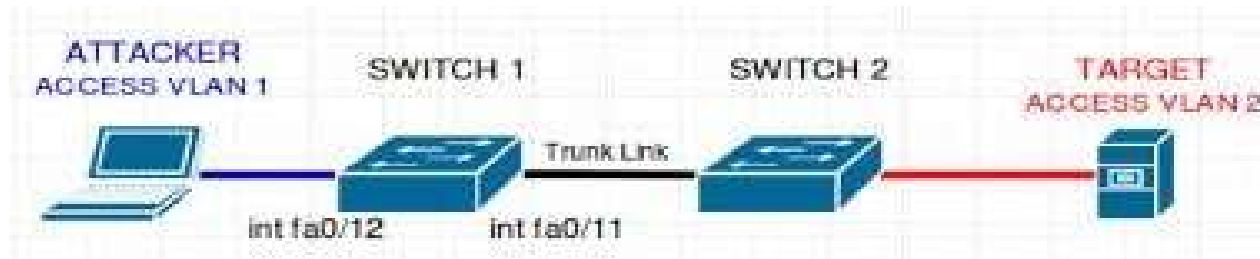 ATTACKER
ACCESS VLAN 1
SWITCH 1
SWITCH 2
TARGET
ACCESS VLAN 2
Trunk Link
int fa0/12
int fa0/11